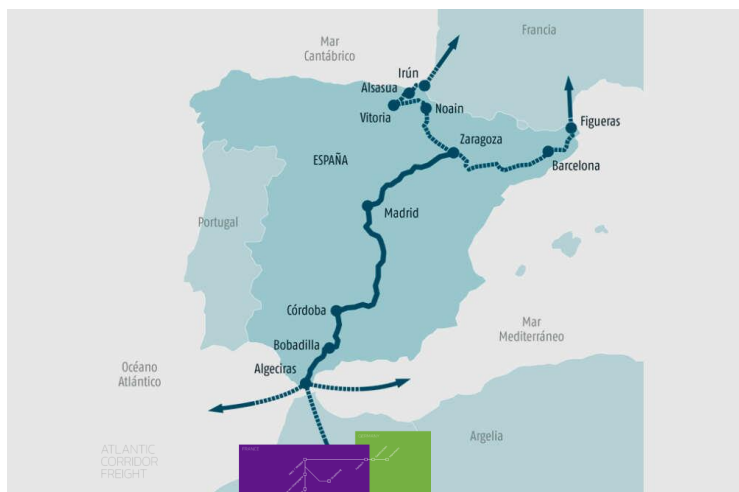 Francia
Mar
Cantábrico
Irún
Alsasua
Vitoria
Noain
Figueras
Zaragoza
Barcelona
ESPAÑA
Madrid
Portugal
Córdoba
Mar
Mediterráneo
Bobadilla
Océano
Atlántico
Algeciras
Argelia
ATLANTIC
CORRIDOR
FREIGHT
FRANCE